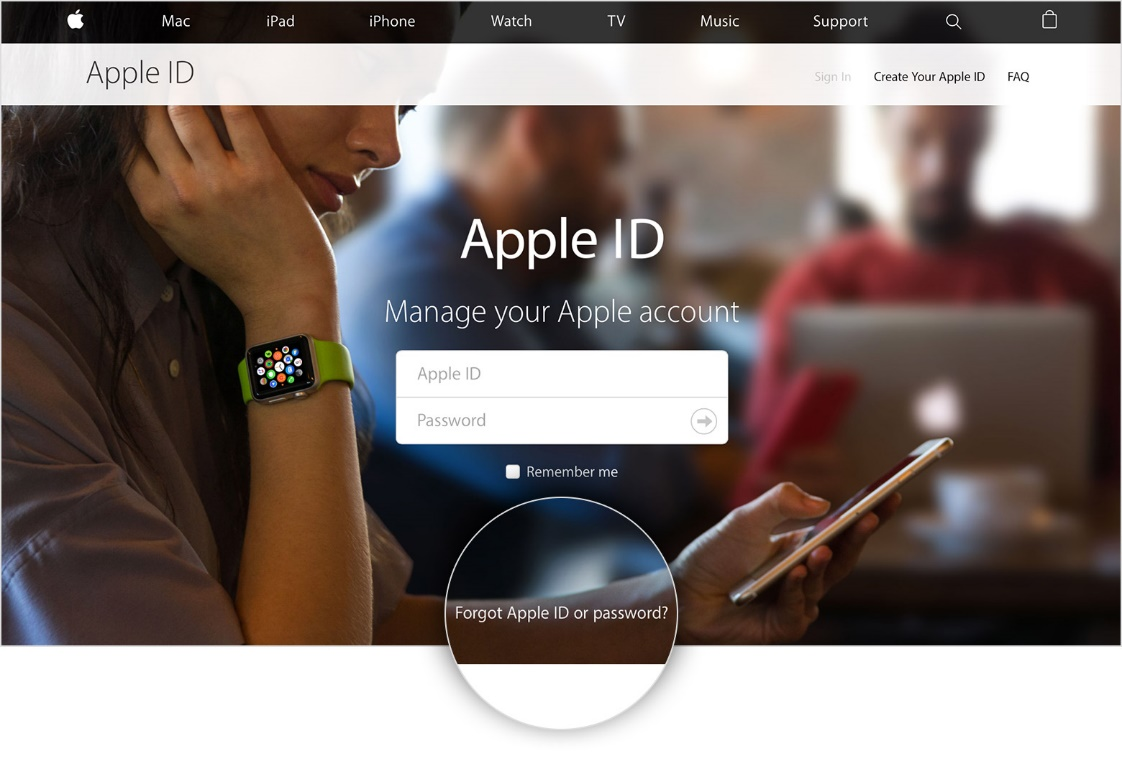 Mac iPad iPhone Watch TV Music Support
Apple ID Sign In Create Your Apple ID FAQ
Apple ID
Manage your Apple account
Apple ID
Password
Remember me
Forgot Apple ID or password?